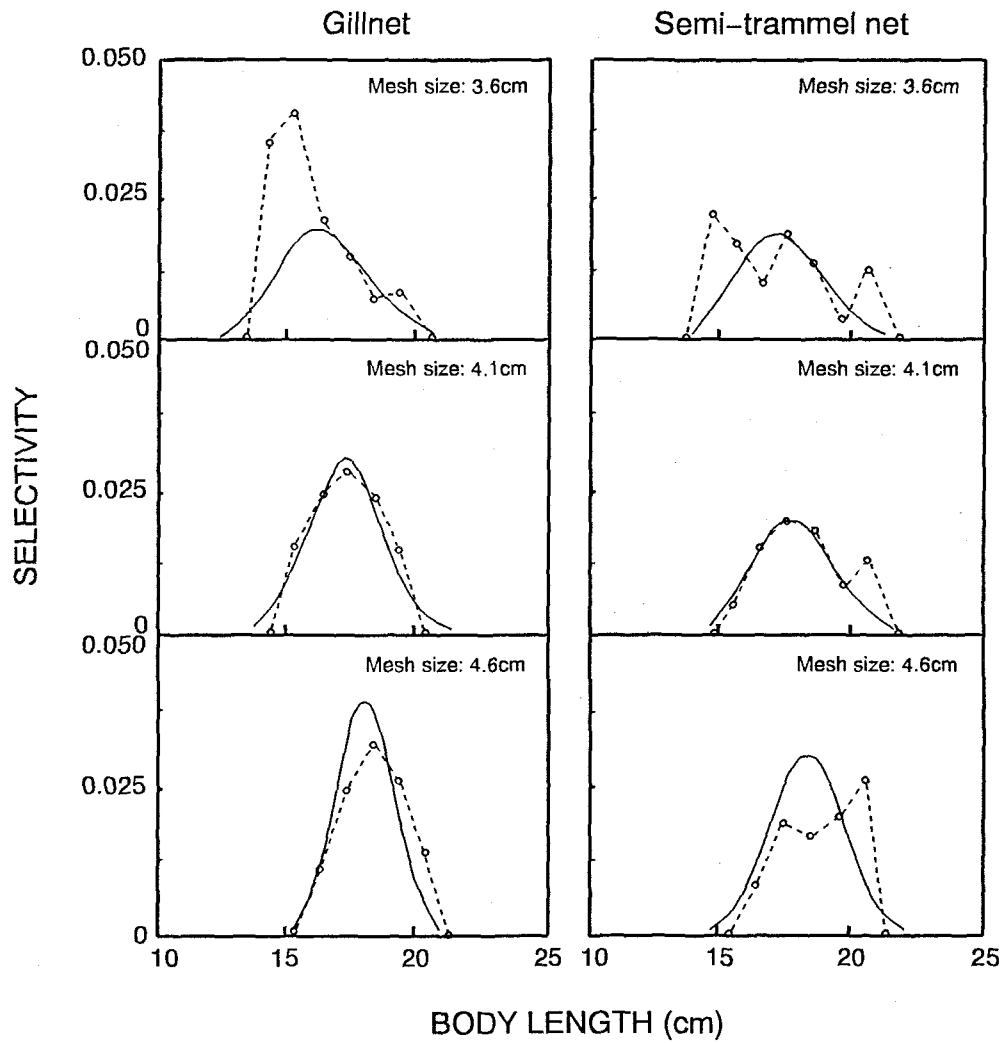 Gillnet
Semi-trammel net
0.050
Mesh size: 3.6cm
Mesh size: 3.6cm
0.025
0
0.050
Mesh size: 4.1cm
Mesh size: 4.1cm
0.025
0
0.050
Mesh size: 4.6cm
Mesh size: 4.6cm
0.025
0
SELECTIVITY
10 15 20 25 10 15 20 25
BODY LENGTH (cm)